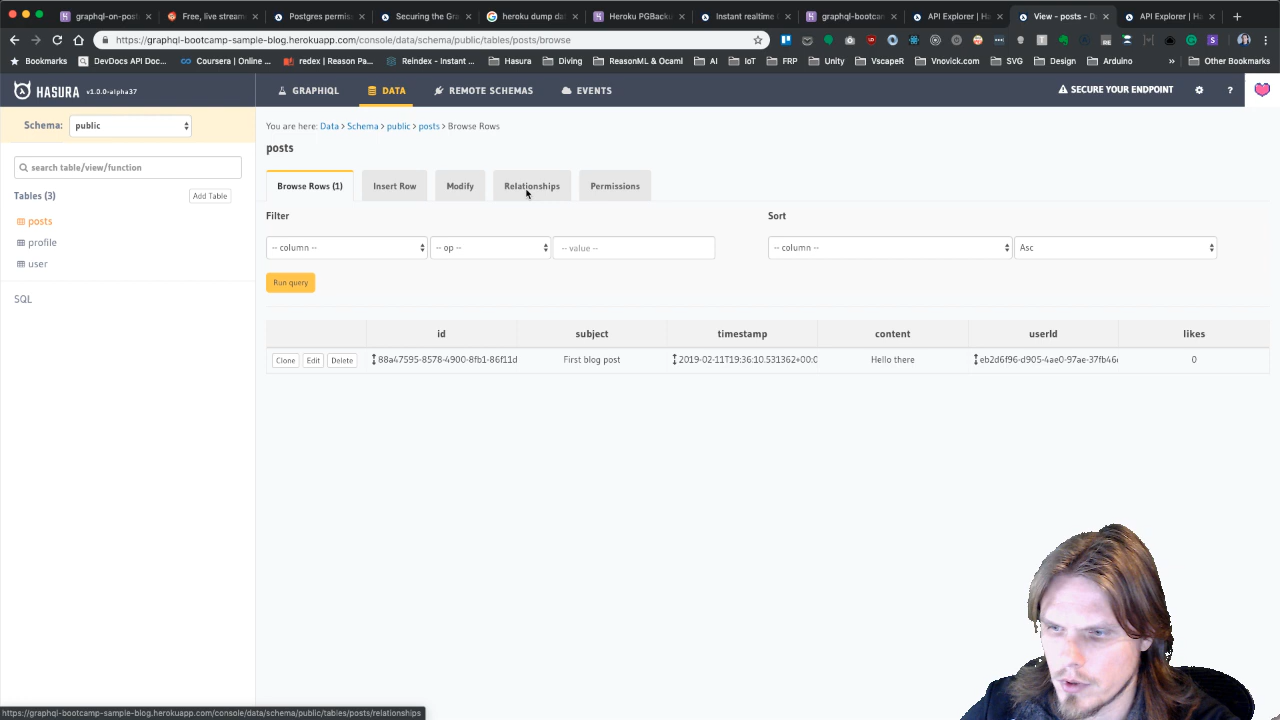 graphql-on-post
Free, live stream
Postgres permis
Securing the Gra
heroku dump da
Heroku PGBack
Instant realtime
graphql-bootca
API Explorer | Ha
View - posts - D
API Explorer | Ha
https://graphql-bootcamp-sample-blog.herokuapp.com/console/data/schema/public/tables/posts/browse
Bookmarks
DevDocs API Doc...
Coursera | Online ...
redex | Reason Pa...
Reindex - Instant ...
Hasura
Diving
ReasonML & Ocaml
AI
IoT
FRP
Unity
VscapeR
Vnovick.com
SVG
Design
Arduino
Other Bookmarks
HASURA v1.0.0-alpha37
GRAPHIQL
DATA
REMOTE SCHEMAS
EVENTS
SECURE YOUR ENDPOINT
?
Schema: public
search table/view/function
Tables (3)
Add Table
posts
profile
user
SQL
You are here: Data > Schema > public > posts > Browse Rows
posts
Browse Rows (1)
Insert Row
Modify
Relationships
Permissions
Filter
Sort
-- column --
-- op --
-- value --
-- column --
Asc
Run query
id subject timestamp content userId likes
Clone Edit Delete 88a47595-8578-4900-8fb1-86f11d First blog post 2019-02-11T19:36:10.531362+00:0 Hello there eb2d5f96-d905-4ae0-97ae-37fb46 0
https://graphql-bootcamp-sample-blog.herokuapp.com/console/data/schema/public/tables/posts/relationships